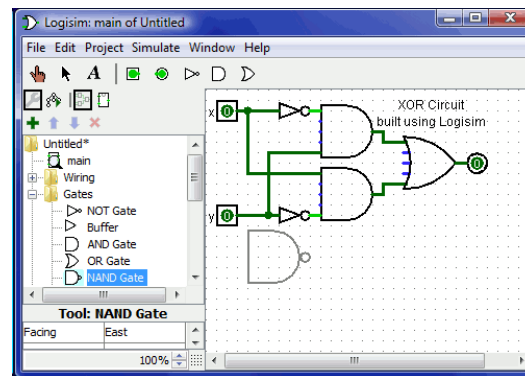 Logisim: main of Untitled
File Edit Project Simulate Window Help
A
Untitled*
main
Wiring
Gates
NOT Gate
Buffer
AND Gate
OR Gate
NAND Gate
Tool: NAND Gate
Facing East
100%
x 0
y 0
XOR Circuit
built using Logisim
0